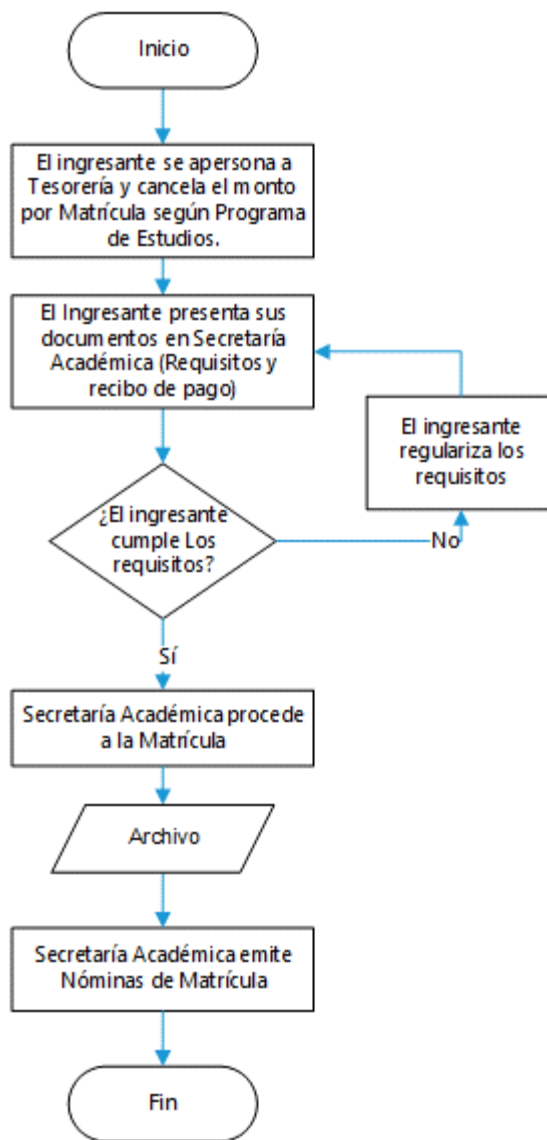 Inicio
El ingresante se apersona a
Tesorería y cancela el monto
por Matrícula según Programa
de Estudios.
El Ingresante presenta sus
documentos en Secretaría
Académica (Requisitos y
recibo de pago)
El ingresante
regulariza los
requisitos
¿El ingresante
cumple Los
requisitos?
No
Sí
Secretaría Académica procede
a la Matrícula
Archivo
Secretaría Académica emite
Nóminas de Matrícula
Fin